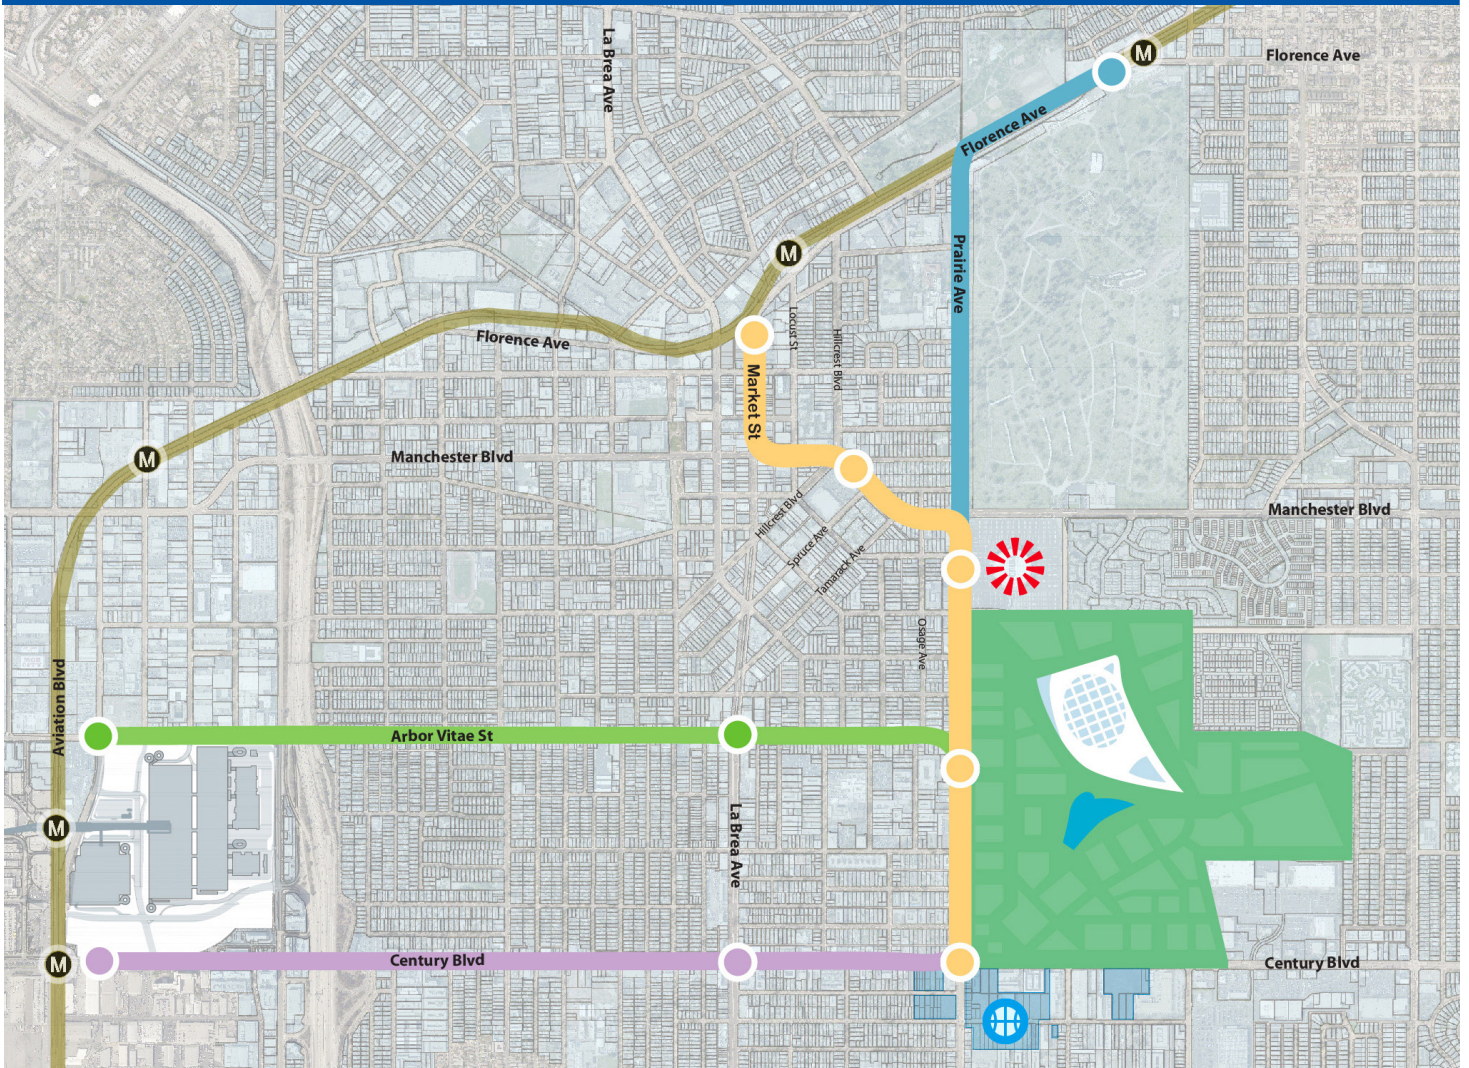 La Brea Ave
M
Florence Ave
Florence Ave
M
Prairie Ave
Locust St
Hillcrest Blvd
Florence Ave
Market St
M
Manchester Blvd
Hillcrest Blvd
Spruce Ave
Tamarack Ave
Manchester Blvd
Osage Ave
Aviation Blvd
Arbor Vitae St
M
La Brea Ave
M
Century Blvd
Century Blvd